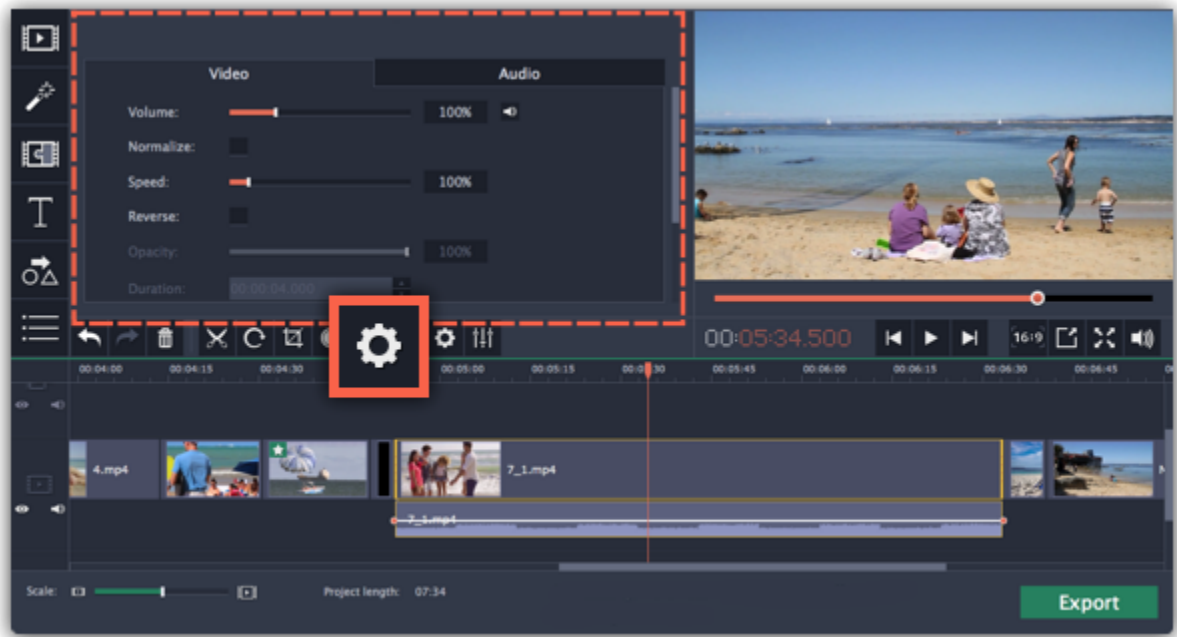 Video
Audio
Volume:
100%
Normalize:
Speed:
100%
Reverse:
Opacity:
100%
Duration:
00:00:04.000
T
00:05:34.500
16:9
00:04:00
00:04:15
00:04:30
00:05:00
00:05:15
00:05:45
00:06:00
00:06:15
00:06:30
00:06:45
4.mp4
7_1.mp4
7_1.mp4
Scale:
Project length:
07:34
Export